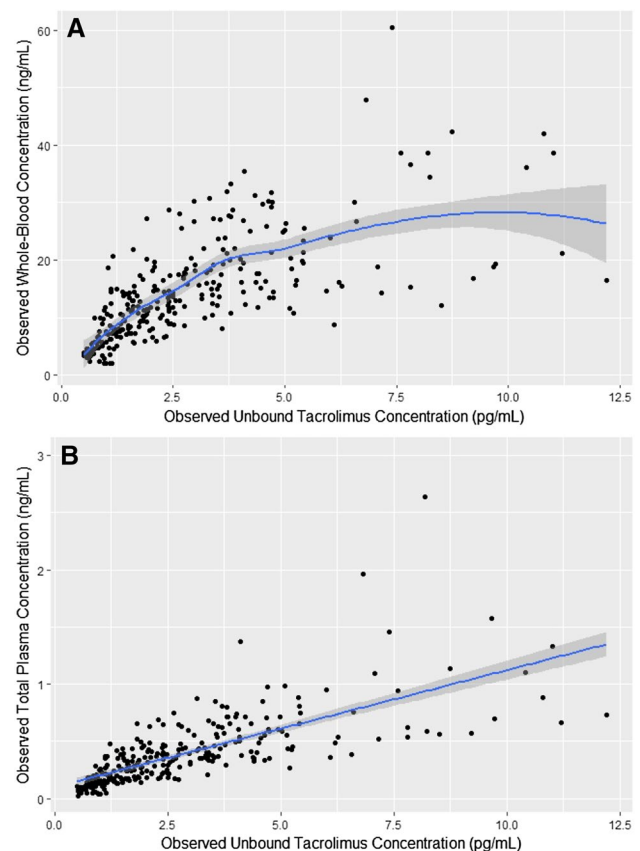 A
Observed Whole-Blood Concentration (ng/mL)
60
40
20
0
0.0 2.5 5.0 7.5 10.0 12.5
Observed Unbound Tacrolimus Concentration (pg/mL)
B
Observed Total Plasma Concentration (ng/mL)
3
2
1
0
0.0 2.5 5.0 7.5 10.0 12.5
Observed Unbound Tacrolimus Concentration (pg/mL)